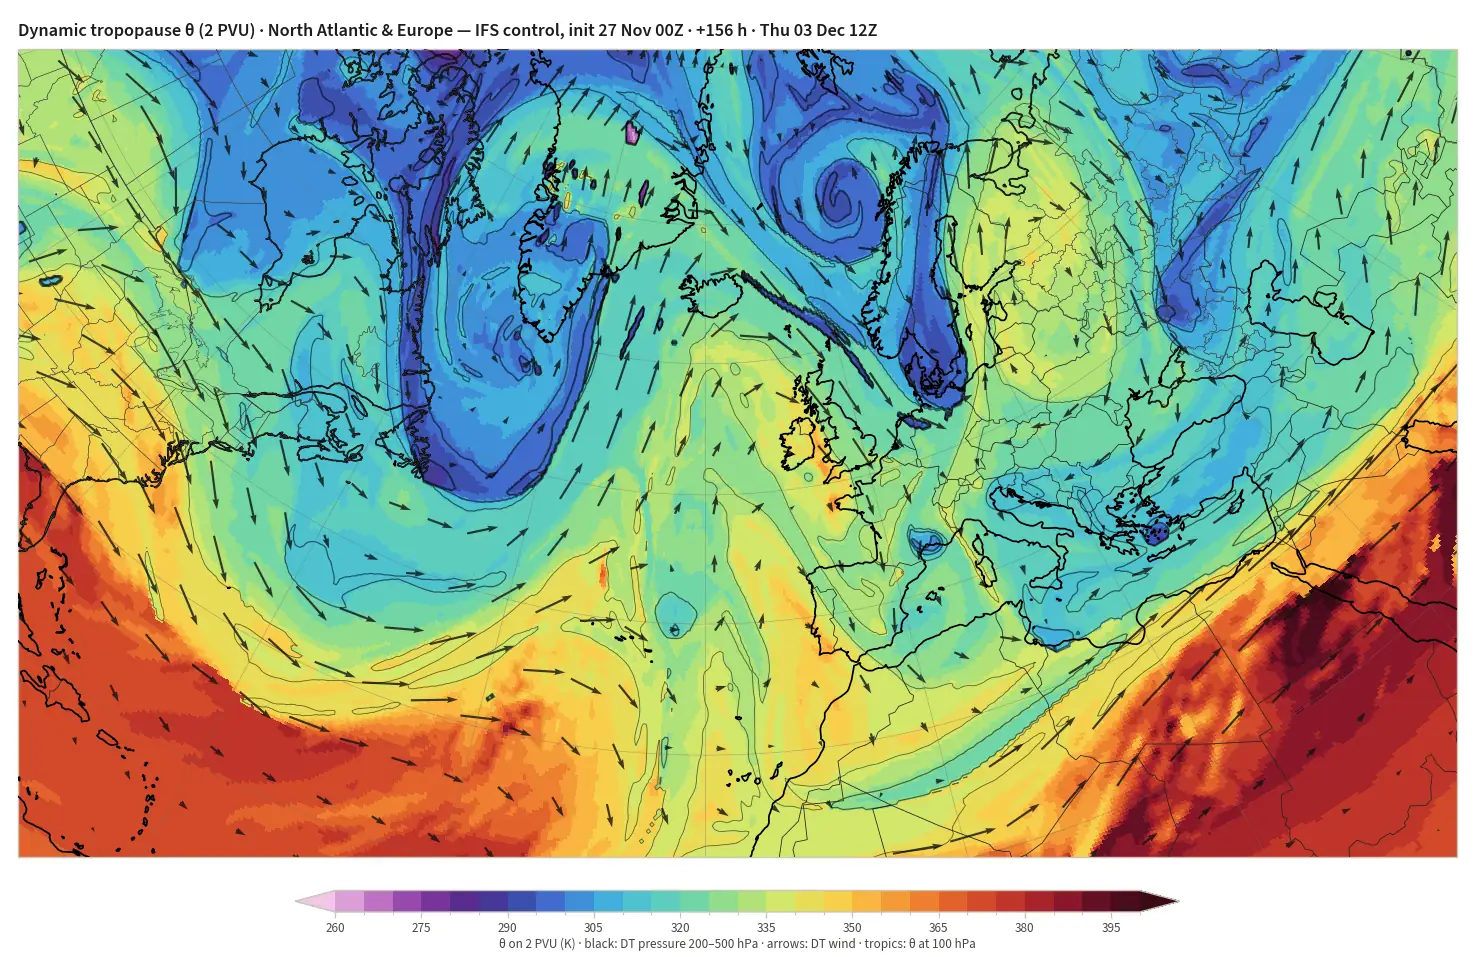 Dynamic tropopause θ (2 PVU) · North Atlantic & Europe — IFS control, init 27 Nov 00Z · +156 h · Thu 03 Dec 12Z
260 275 290 305 320 335 350 365 380 395
θ on 2 PVU (K) · black: DT pressure 200–500 hPa · arrows: DT wind · tropics: θ at 100 hPa